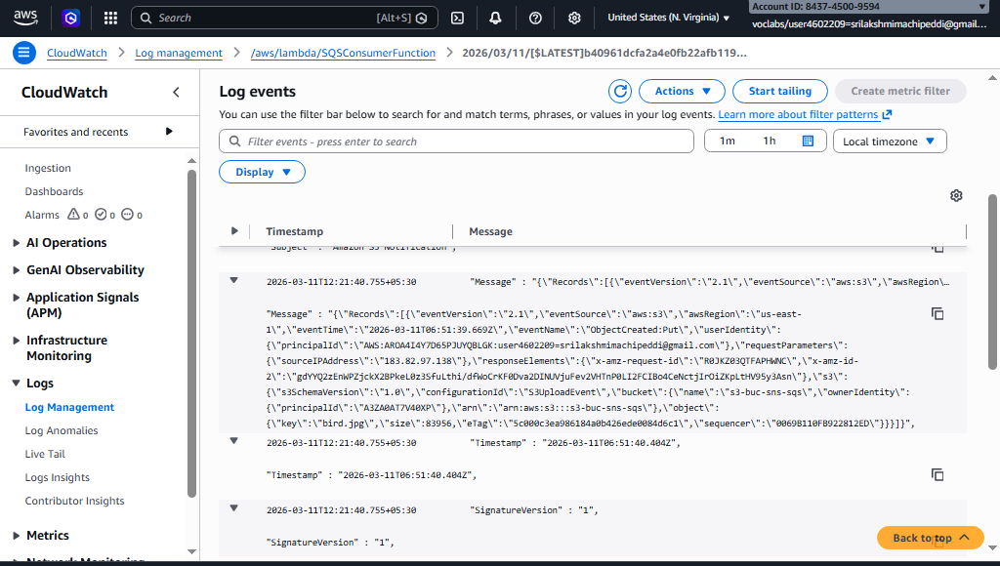 aws
Search
[Alt+S]
United States (N. Virginia)
Account ID: 8437-4500-9594
voclabs/user4602209=srilakshmimachipeddi@gmail....
CloudWatch
Log management
/aws/lambda/SQSConsumerFunction
2026/03/11/[$LATEST]b40961dcfa2a4e0fb22afb119...
CloudWatch
Favorites and recents
Ingestion
Dashboards
Alarms 0 0 0
AI Operations
GenAI Observability
Application Signals
(APM)
Infrastructure
Monitoring
Logs
Log Management
Log Anomalies
Live Tail
Logs Insights
Contributor Insights
Metrics
Network Monitoring
Log events
Actions
Start tailing
Create metric filter
You can use the filter bar below to search for and match terms, phrases, or values in your log events. Learn more about filter patterns
Filter events - press enter to search
1m
1h
Local timezone
Display
Timestamp
Message
"Subject" : "Amazon S3 Notification",
2026-03-11T12:21:40.755+05:30 "Message" : "{\"Records\":[{\"eventVersion\":\"2.1\",\"eventSource\":\"aws:s3\",\"awsRegion\…
"Message" : "{\"Records\":[{\"eventVersion\":\"2.1\",\"eventSource\":\"aws:s3\",\"awsRegion\":\"us-east-
1\",\"eventTime\":\"2026-03-11T06:51:39.669Z\",\"eventName\":\"ObjectCreated:Put\",\"userIdentity\":
{\"principalId\":\"AWS:AROA4I4Y7D65PJUYQBLGK:user4602209=srilakshmimachipeddi@gmail.com\"},\"requestParameters\":
{\"sourceIPAddress\":\"183.82.97.138\"},\"responseElements\":{\"x-amz-request-id\":\"R0JKZ03QTFAPHWNC\",\"x-amz-id-
2\":\"gdYYQ2zEnWPZjckX2BPkeL0z3SfuLthi/dfWoCrKF0Dva2DINUVjuFev2VHTnP0LI2FCIBo4CeNctjIrOiZKpLtHV95y3Asn\"},\"s3\":
{\"s3SchemaVersion\":\"1.0\",\"configurationId\":\"S3UploadEvent\",\"bucket\":{\"name\":\"s3-buc-sns-sqs\",\"ownerIdentity\":
{\"principalId\":\"A3ZA0AT7V40XP\"},\"arn\":\"arn:aws:s3:::s3-buc-sns-sqs\"},\"object\":
{\"key\":\"bird.jpg\",\"size\":83956,\"eTag\":\"5c000c3ea986184a0b426ede0084d6c1\",\"sequencer\":\"0069B110FB922812ED\"}}}]}",
2026-03-11T12:21:40.755+05:30 "Timestamp" : "2026-03-11T06:51:40.404Z",
"Timestamp" : "2026-03-11T06:51:40.404Z",
2026-03-11T12:21:40.755+05:30 "SignatureVersion" : "1",
"SignatureVersion" : "1",
Back to top